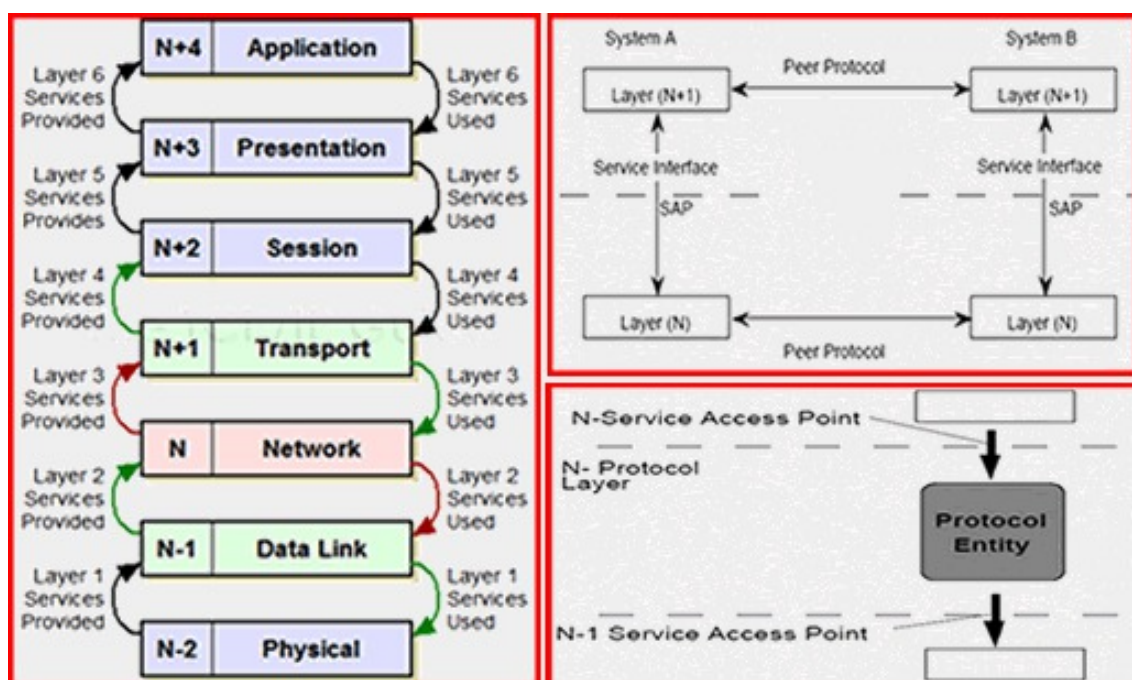 N+4 Application
Layer 6
Services
Provided
Layer 6
Services
Used
N+3 Presentation
Layer 5
Services
Provides
Layer 5
Services
Used
N+2 Session
Layer 4
Services
Provided
Layer 4
Services
Used
N+1 Transport
Layer 3
Services
Provided
Layer 3
Services
Used
N Network
Layer 2
Services
Provided
Layer 2
Services
Used
N-1 Data Link
Layer 1
Services
Provided
Layer 1
Services
Used
N-2 Physical
System A
System B
Peer Protocol
Layer (N+1)
Layer (N+1)
Service Interface
Service Interface
SAP
SAP
Layer (N)
Layer (N)
Peer Protocol
N-Service Access Point
N- Protocol
Layer
Protocol
Entity
N-1 Service Access Point